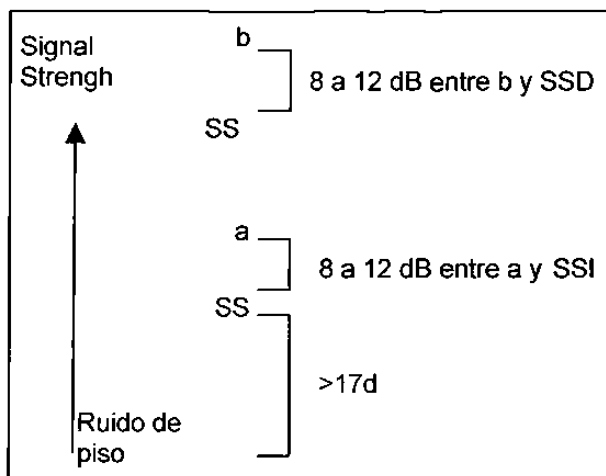 Signal
Strengh
b
8 a 12 dB entre b y SSD
SS
a
8 a 12 dB entre a y SSI
SS
>17d
Ruido de
piso